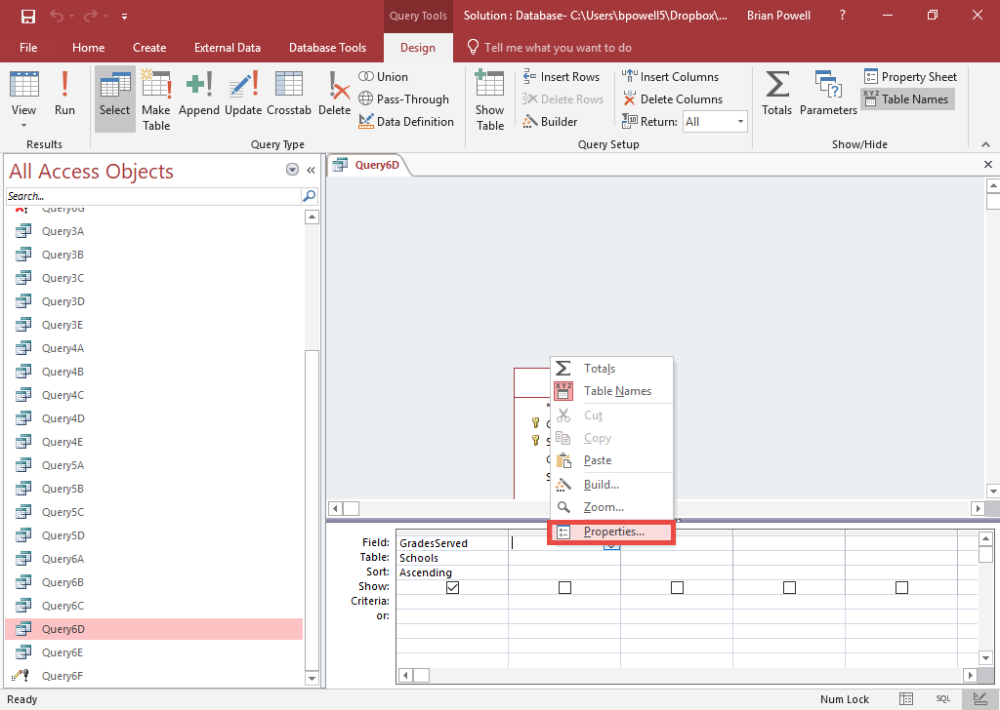 Query Tools
Solution : Database- C:\Users\bpowell5\Dropbox\...
Brian Powell
?
File
Home
Create
External Data
Database Tools
Design
Tell me what you want to do
View
Run
Results
Select
Make Table
Append
Update
Crosstab
Delete
Union
Pass-Through
Data Definition
Query Type
Show Table
Insert Rows
Delete Rows
Builder
Insert Columns
Delete Columns
Return: All
Query Setup
Totals
Parameters
Property Sheet
Table Names
Show/Hide
All Access Objects
Search...
Query6G
Query3A
Query3B
Query3C
Query3D
Query3E
Query4A
Query4B
Query4C
Query4D
Query4E
Query5A
Query5B
Query5C
Query5D
Query6A
Query6B
Query6C
Query6D
Query6E
Query6F
Query6D
Totals
Table Names
Cut
Copy
Paste
Build...
Zoom...
Properties...
Field: GradesServed
Table: Schools
Sort: Ascending
Show:
Criteria:
or:
Ready
Num Lock
SQL